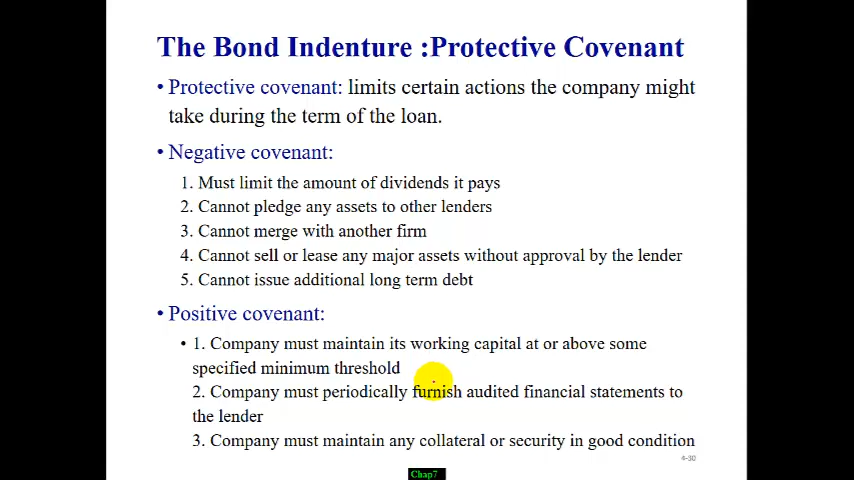 The Bond Indenture :Protective Covenant
• Protective covenant: limits certain actions the company might
take during the term of the loan.
• Negative covenant:
1. Must limit the amount of dividends it pays
2. Cannot pledge any assets to other lenders
3. Cannot merge with another firm
4. Cannot sell or lease any major assets without approval by the lender
5. Cannot issue additional long term debt
• Positive covenant:
• 1. Company must maintain its working capital at or above some
specified minimum threshold
2. Company must periodically furnish audited financial statements to
the lender
3. Company must maintain any collateral or security in good condition
4-30
Chap7